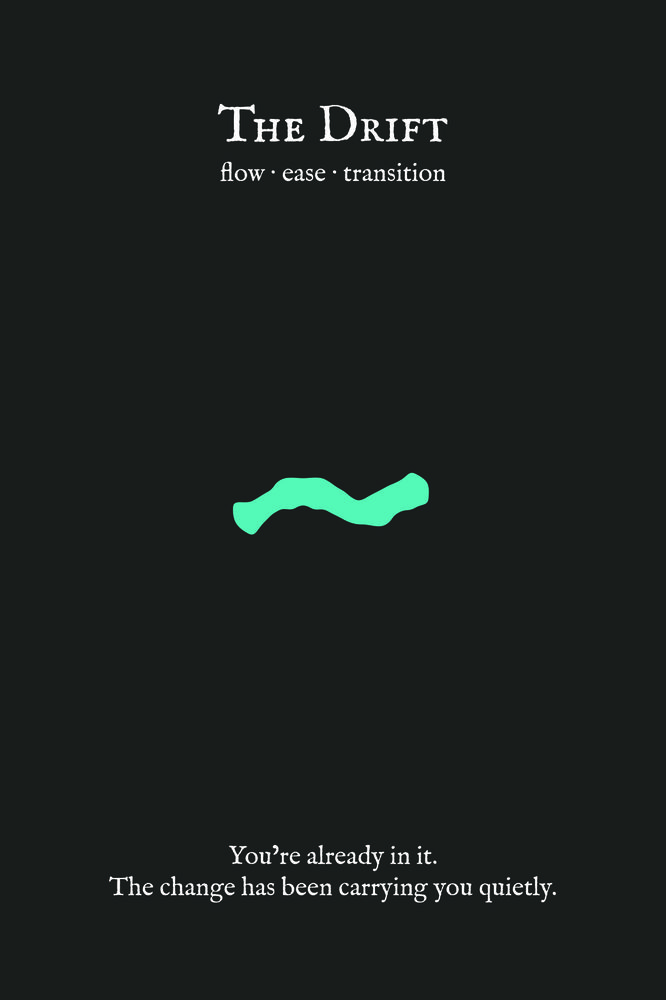 The Drift
flow · ease · transition
You're already in it.
The change has been carrying you quietly.